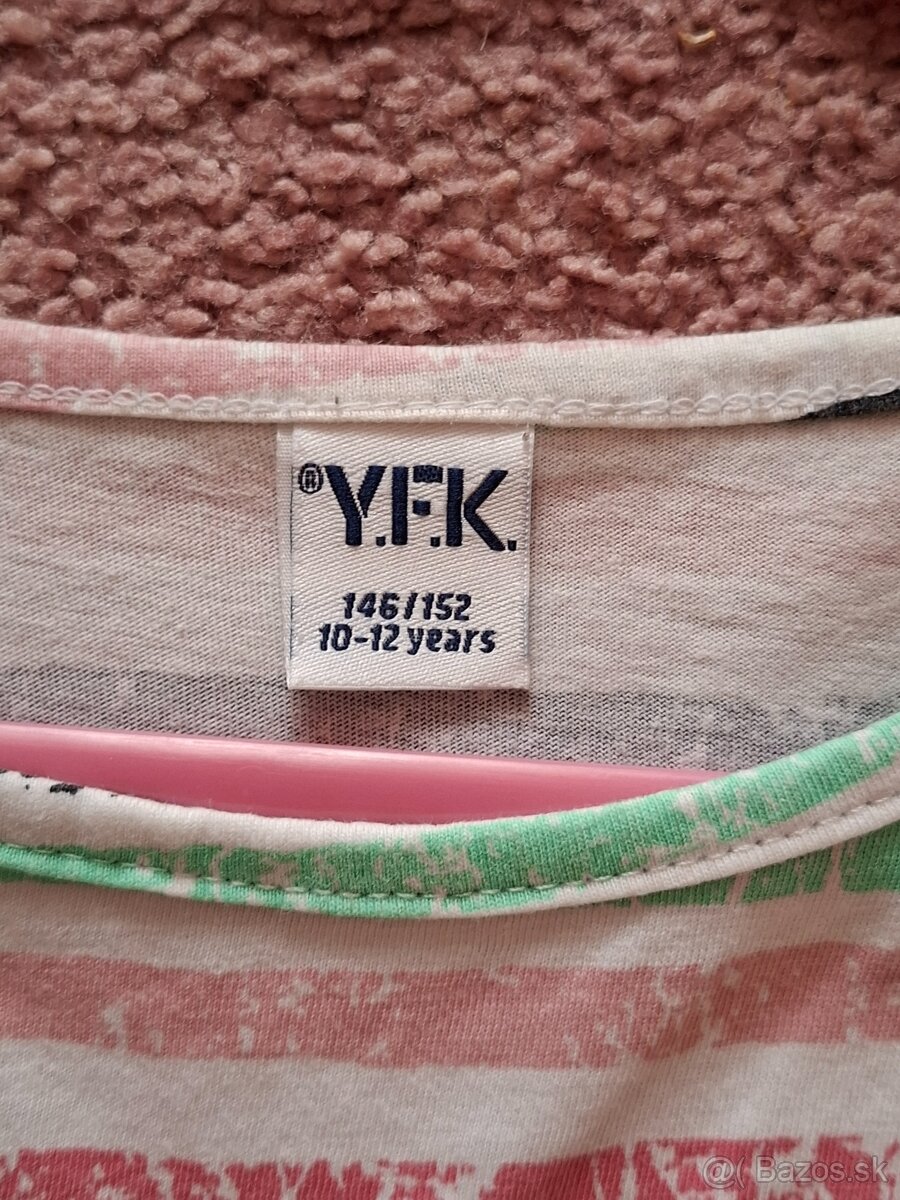 ®Y.F.K.
146/152
10-12 years
@( Bazos.sk